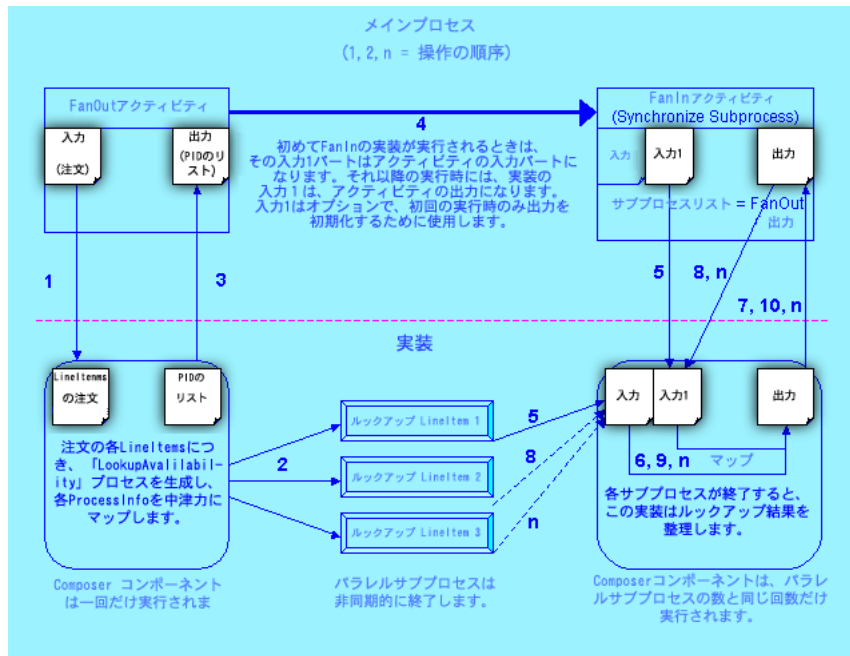 メインプロセス
(1,2,n = 操作の順序)
FanOutアクティビティ
入力
(注文)
出力
(PIDのリ
スト)
4
初めてFanInの実装が実行されるときは、
その入力1パートはアクティビティの入力パートに
なります。それ以降の実行時には、実装の
入力1は、アクティビティの出力になります。
入力1はオプションで、初回の実行時のみ出力を
初期化するために使用します。
FanInアクティビティ
(Synchronize Subprocess)
入力
入力1
出力
サブプロセスリスト = FanOut
出力
1
3
5
8, n
7, 10, n
実装
LineItenms
の注文
PIDの
リスト
注文の各LineItemsにつ
き、「LookupAvalilabil-
ity」プロセスを生成し、
各ProcessInfoを中津力に
マップします。
2
ルックアップ LineItem 1
ルックアップ LineItem 2
ルックアップ LineItem 3
5
8
n
入力
入力1
出力
6, 9, n
マップ
各サブプロセスが終了すると、
この実装はルックアップ結果を
整理します。
Composer コンポーネント
は一回だけ実行されま
パラレルサブプロセスは
非同期的に終了します。
Composerコンポーネントは、パラレ
ルサブプロセスの数と同じ回数だけ
実行されます。